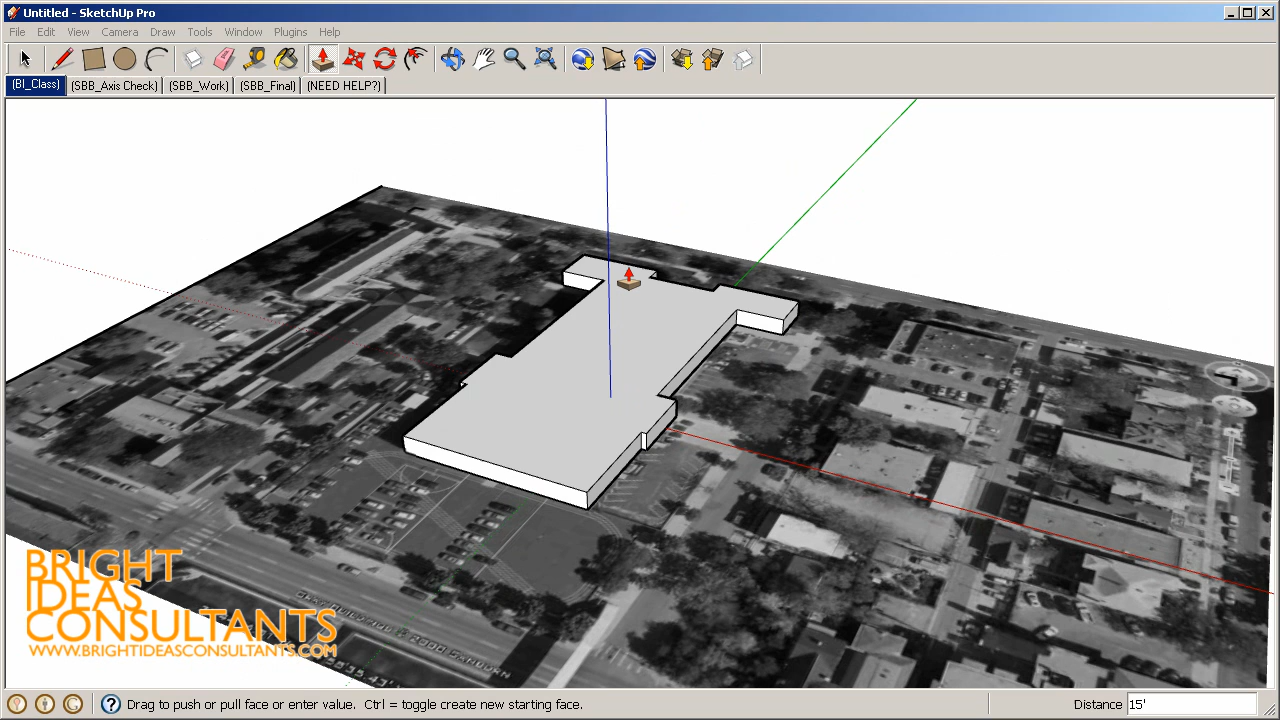 Untitled - SketchUp Pro
File Edit View Camera Draw Tools Window Plugins Help
(BI_Class) (SBB_Axis Check) (SBB_Work) (SBB_Final) (NEED HELP?)
BRIGHT
IDEAS
CONSULTANTS
WWW.BRIGHTIDEASCONSULTANTS.COM
Drag to push or pull face or enter value. Ctrl = toggle create new starting face.
Distance 15'